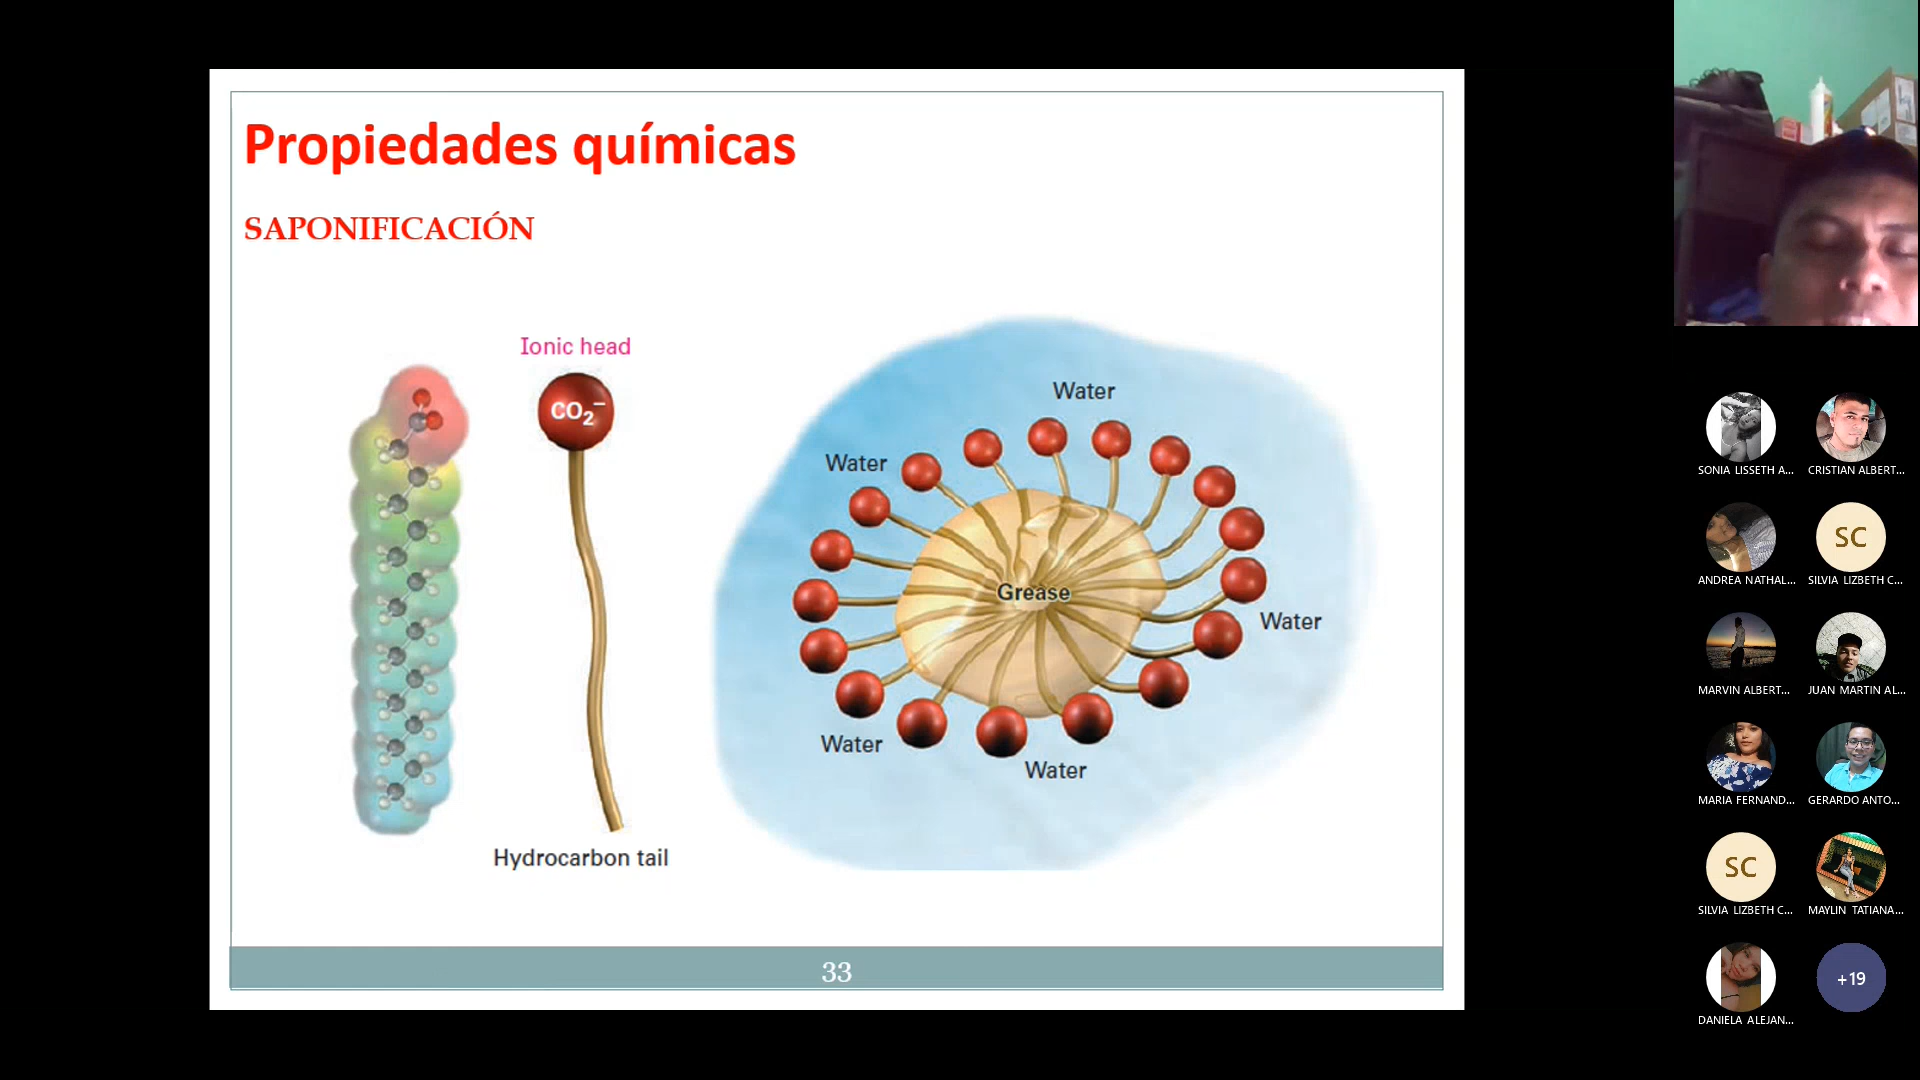 Propiedades químicas
SAPONIFICACIÓN
Ionic head
CO₂⁻
Hydrocarbon tail
Water
Water
Grease
Water
Water
Water
33
SONIA LISSETH A...
CRISTIAN ALBERT...
ANDREA NATHAL...
SC
SILVIA LIZBETH C...
MARVIN ALBERT...
JUAN MARTIN AL...
MARIA FERNAND...
GERARDO ANTO...
SC
SILVIA LIZBETH C...
MAYLIN TATIANA...
DANIELA ALEJAN...
+19